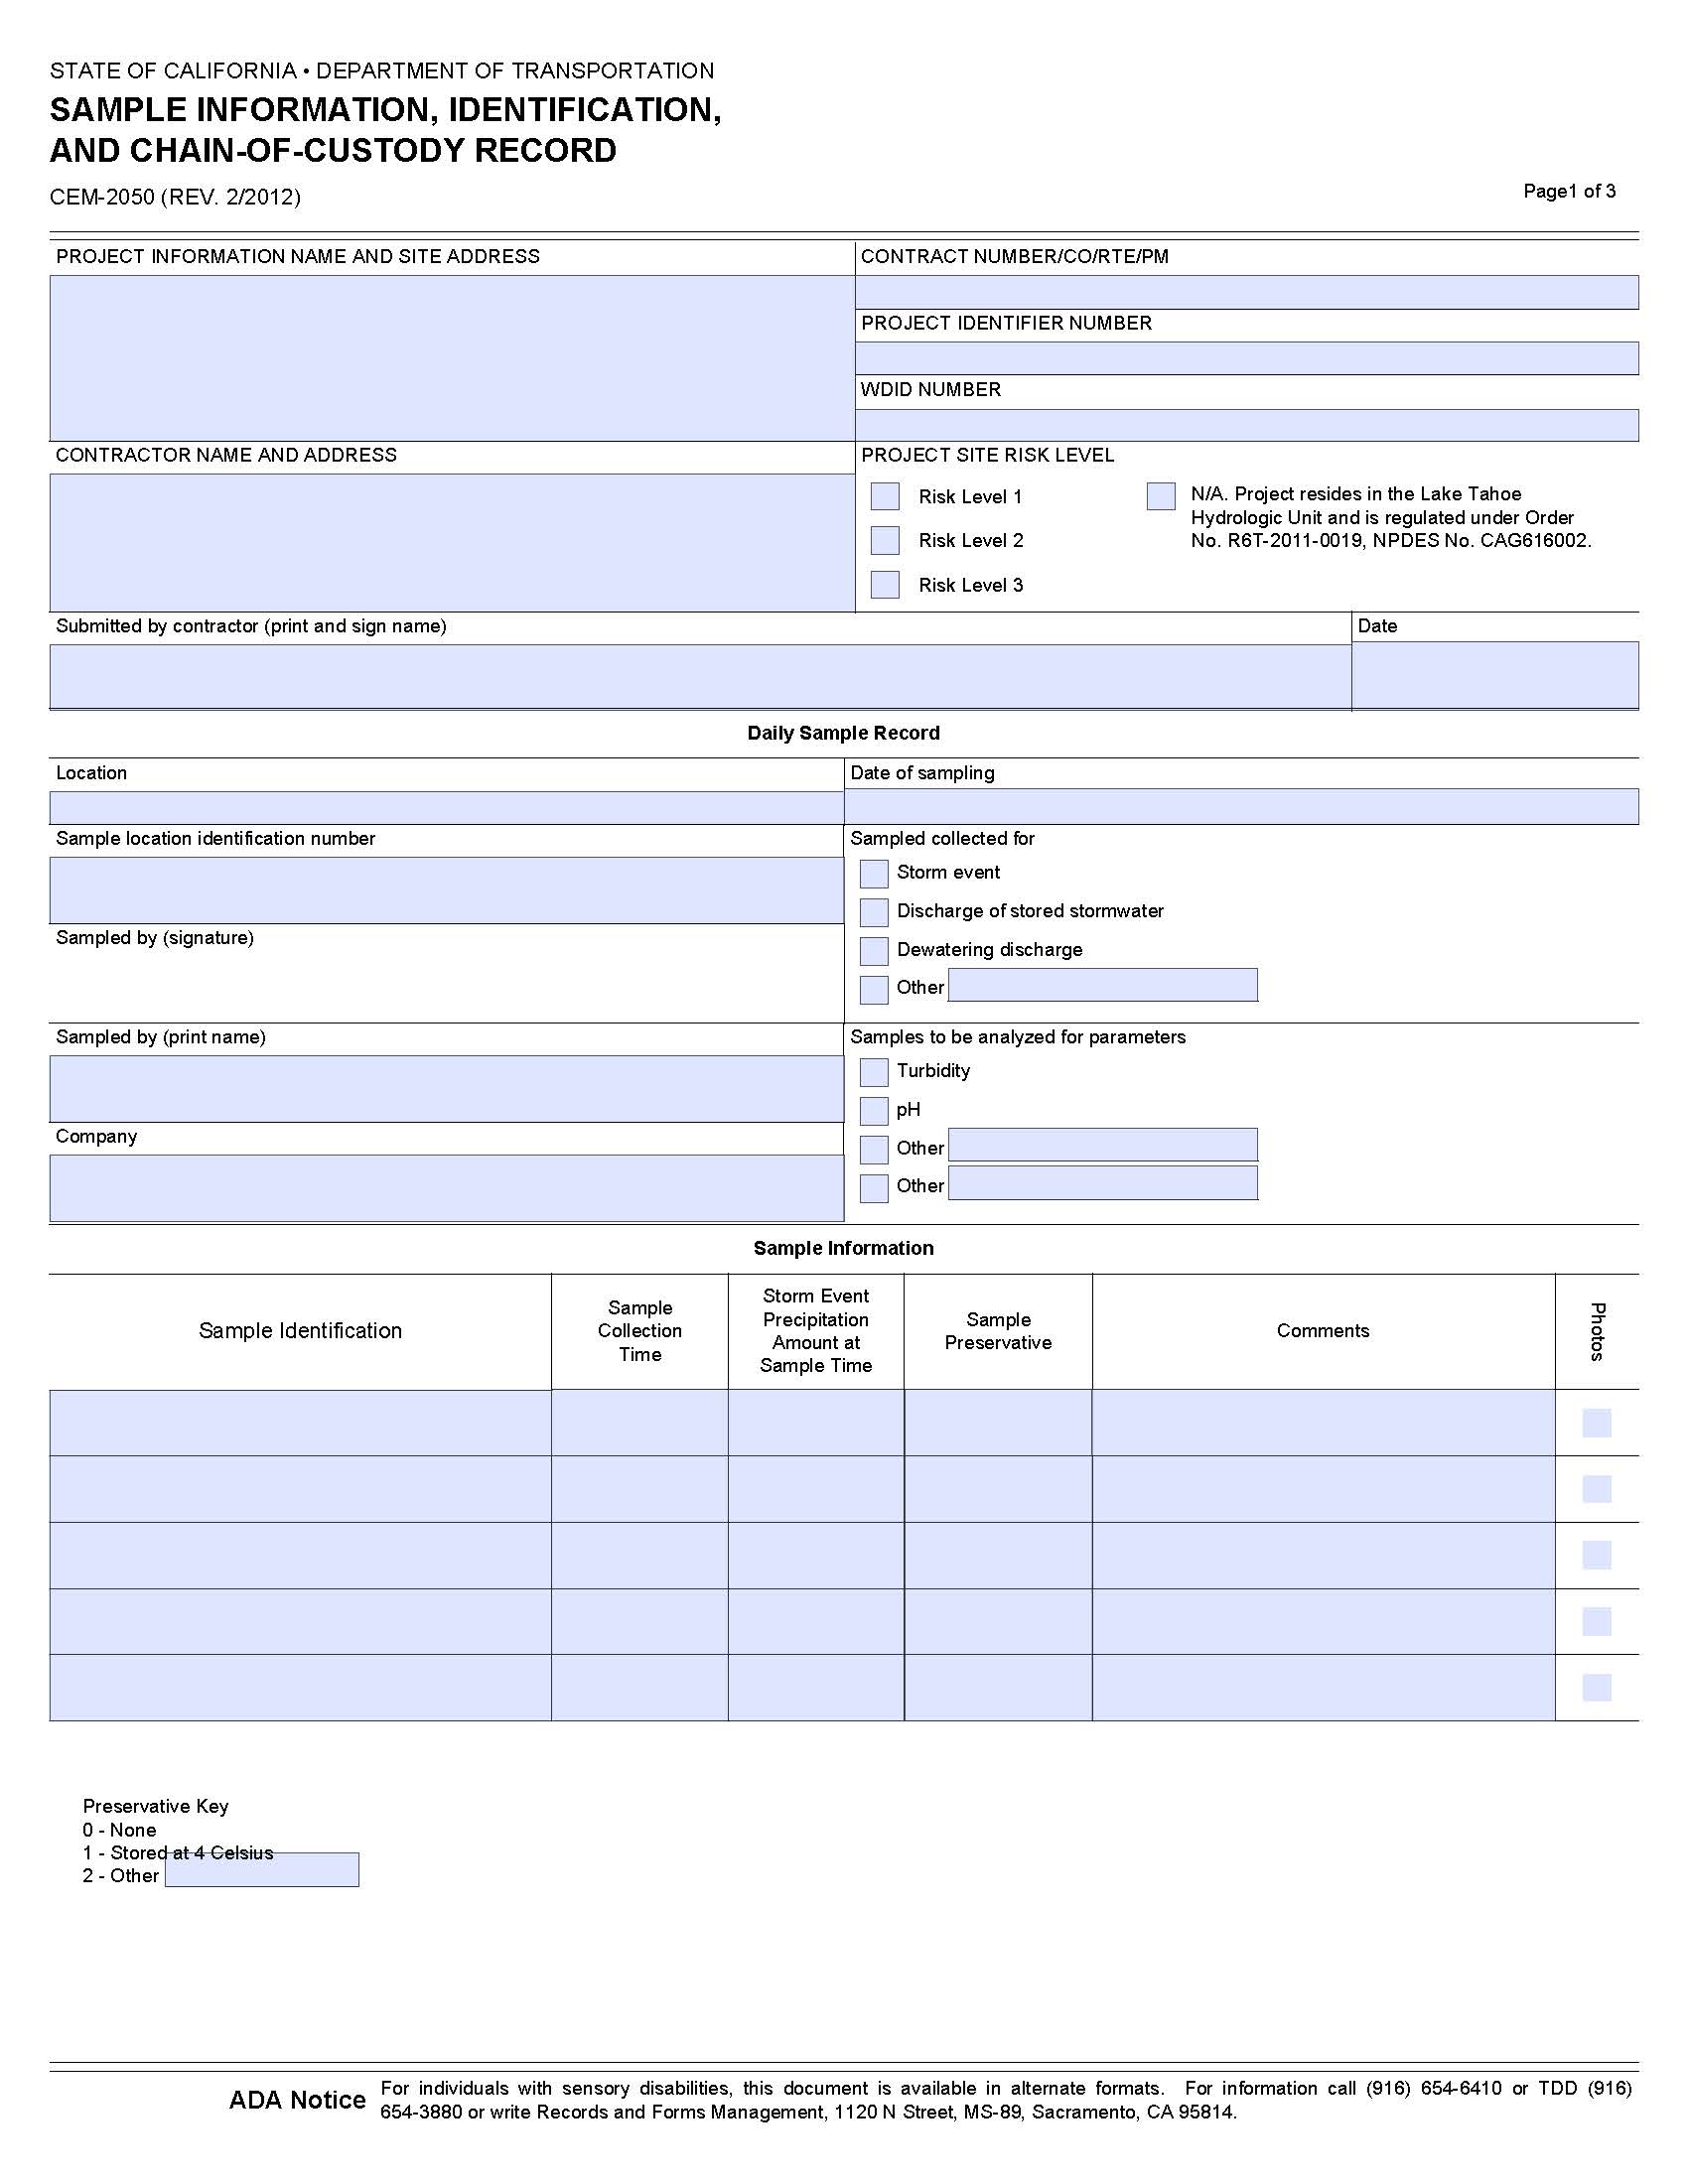 STATE OF CALIFORNIA • DEPARTMENT OF TRANSPORTATION
SAMPLE INFORMATION, IDENTIFICATION,
AND CHAIN-OF-CUSTODY RECORD
CEM-2050 (REV. 2/2012)
Page1 of 3
PROJECT INFORMATION NAME AND SITE ADDRESS
CONTRACT NUMBER/CO/RTE/PM
PROJECT IDENTIFIER NUMBER
WDID NUMBER
CONTRACTOR NAME AND ADDRESS
PROJECT SITE RISK LEVEL
Risk Level 1
Risk Level 2
Risk Level 3
N/A. Project resides in the Lake Tahoe
Hydrologic Unit and is regulated under Order
No. R6T-2011-0019, NPDES No. CAG616002.
Submitted by contractor (print and sign name)
Date
Daily Sample Record
Location
Date of sampling
Sample location identification number
Sampled collected for
Storm event
Discharge of stored stormwater
Dewatering discharge
Other
Sampled by (signature)
Sampled by (print name)
Samples to be analyzed for parameters
Turbidity
pH
Other
Other
Company
Sample Information
Sample Identification
Sample
Collection
Time
Storm Event
Precipitation
Amount at
Sample Time
Sample
Preservative
Comments
Photos
Preservative Key
0 - None
1 - Stored at 4 Celsius
2 - Other
ADA Notice
For individuals with sensory disabilities, this document is available in alternate formats. For information call (916) 654-6410 or TDD (916)
654-3880 or write Records and Forms Management, 1120 N Street, MS-89, Sacramento, CA 95814.